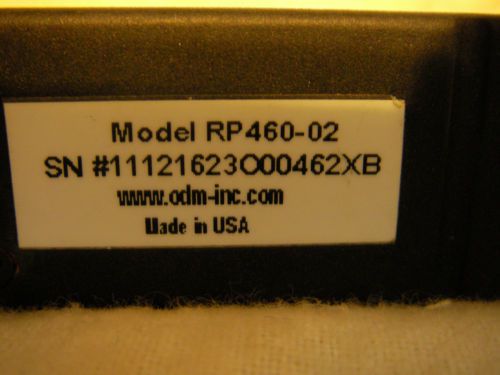 Model RP460-02
SN #11121623O00462XB
www.odm-inc.com
Made in USA